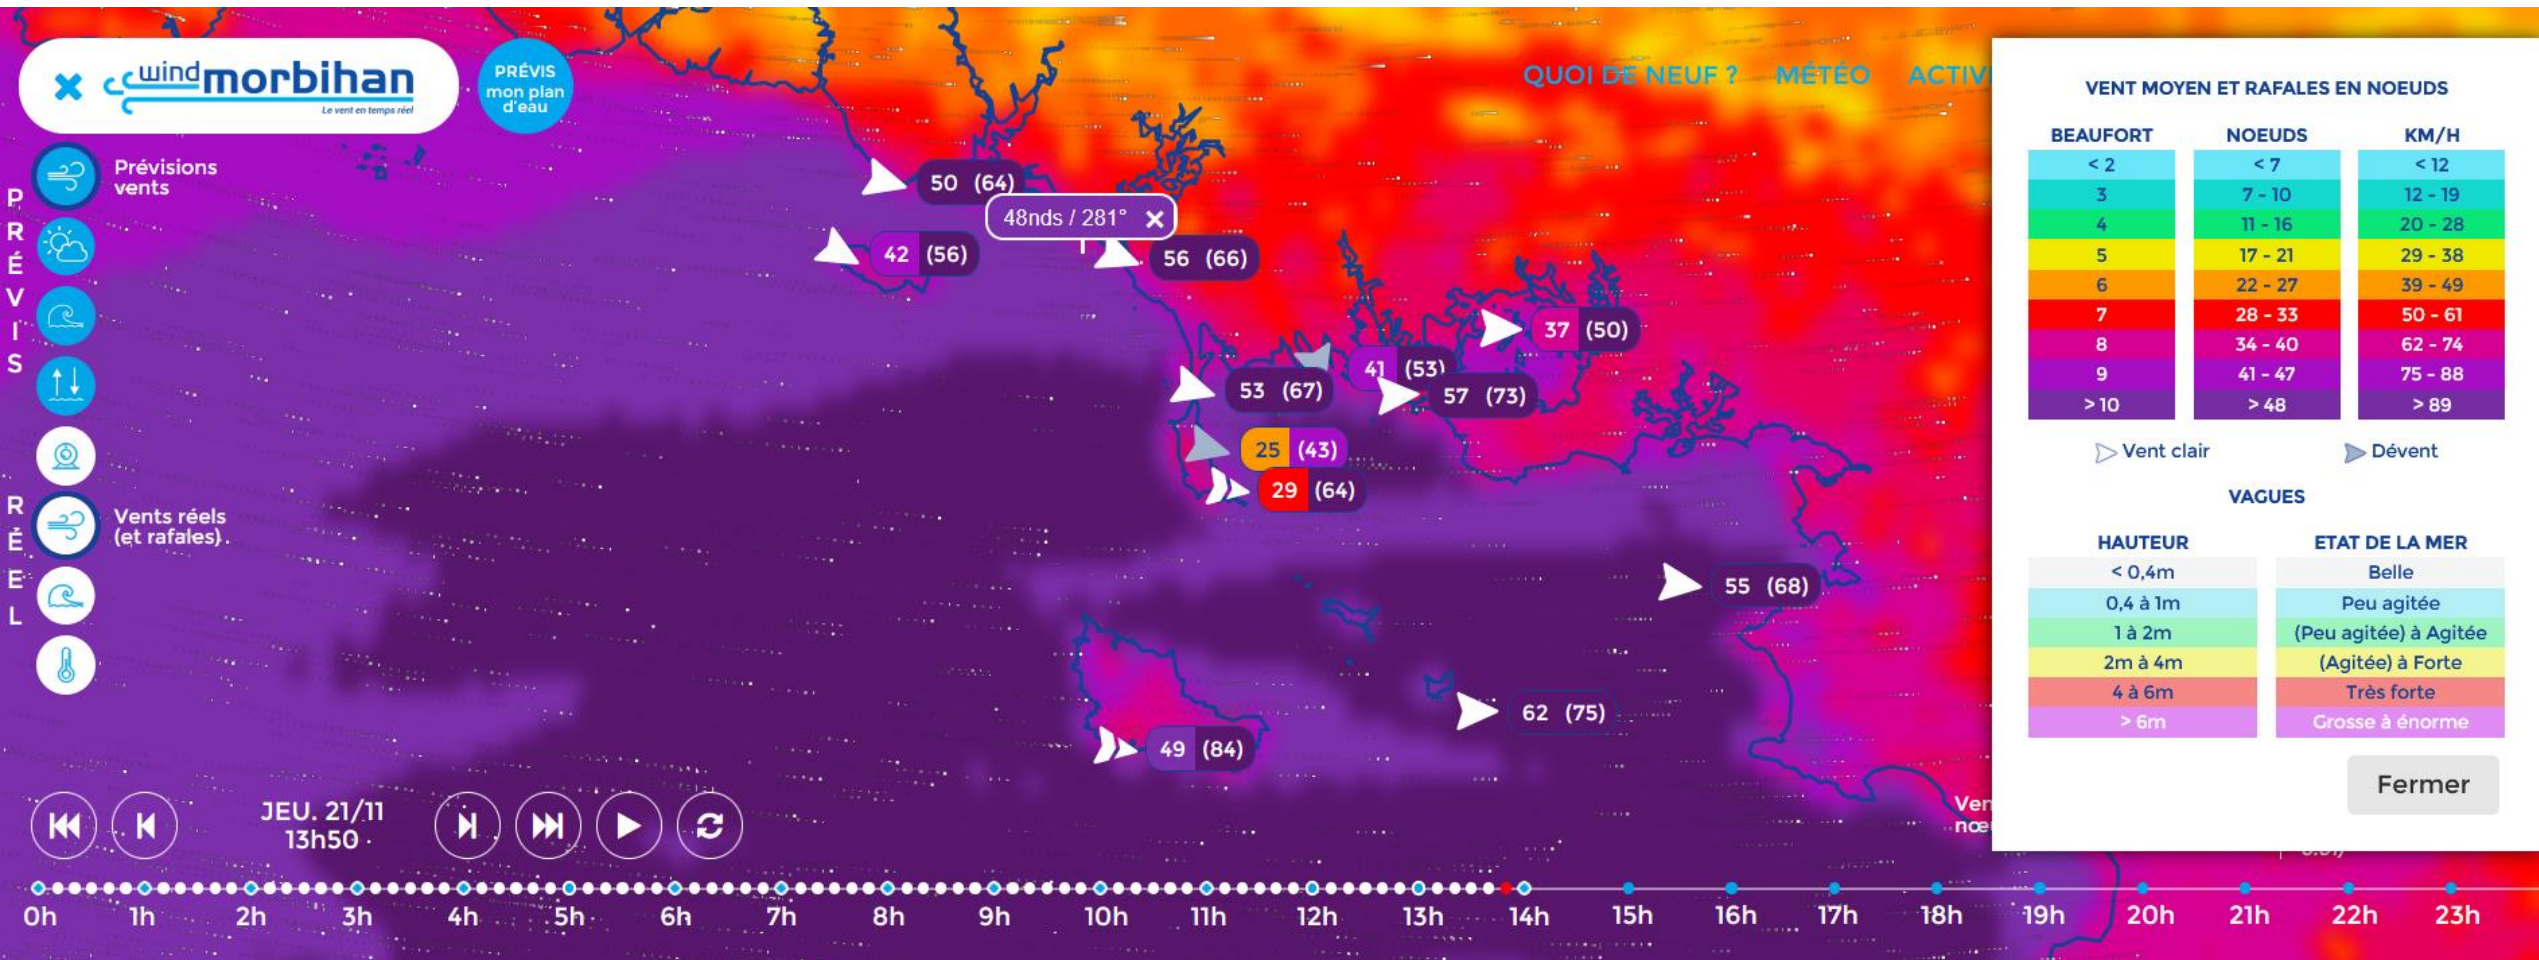 windmorbihan
Le vent en temps réel
PRÉVIS
mon plan
d'eau
QUOI DE NEUF ?
MÉTÉO
ACTIV
PRÉVIS
Prévisions
vents
RÉEL
Vents réels
(et rafales)
50 (64)
48nds / 281°
42 (56)
56 (66)
37 (50)
41 (53)
53 (67)
57 (73)
25 (43)
29 (64)
55 (68)
62 (75)
49 (84)
VENT MOYEN ET RAFALES EN NOEUDS
BEAUFORT NOEUDS KM/H
< 2 < 7 < 12
3 7 - 10 12 - 19
4 11 - 16 20 - 28
5 17 - 21 29 - 38
6 22 - 27 39 - 49
7 28 - 33 50 - 61
8 34 - 40 62 - 74
9 41 - 47 75 - 88
> 10 > 48 > 89
Vent clair Dévent
VAGUES
HAUTEUR ETAT DE LA MER
< 0,4m Belle
0,4 à 1m Peu agitée
1 à 2m (Peu agitée) à Agitée
2m à 4m (Agitée) à Forte
4 à 6m Très forte
> 6m Grosse à énorme
Fermer
Ven
nœ
JEU. 21/11
13h50
0h 1h 2h 3h 4h 5h 6h 7h 8h 9h 10h 11h 12h 13h 14h 15h 16h 17h 18h 19h 20h 21h 22h 23h